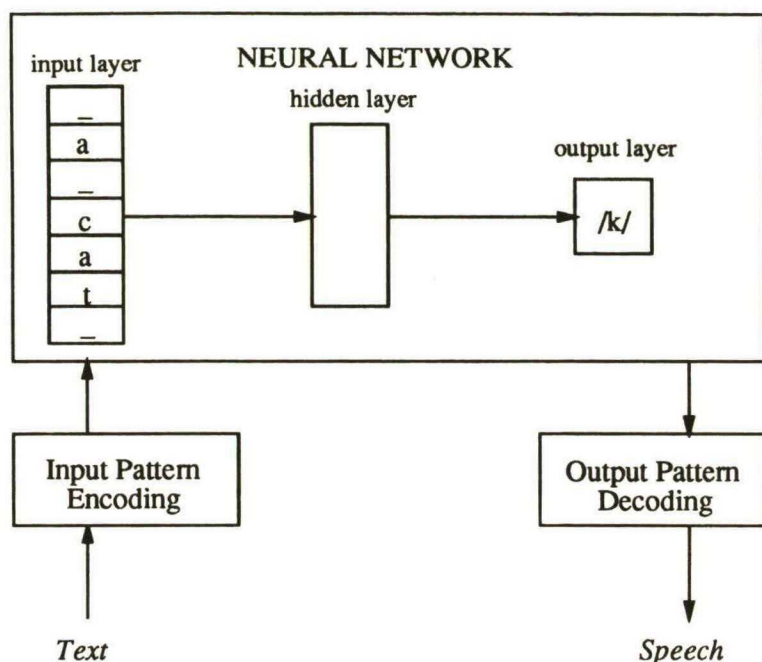 NEURAL NETWORK
input layer
_
a
_
c
a
t
_
hidden layer
output layer
/k/
Input Pattern
Encoding
Output Pattern
Decoding
Text
Speech